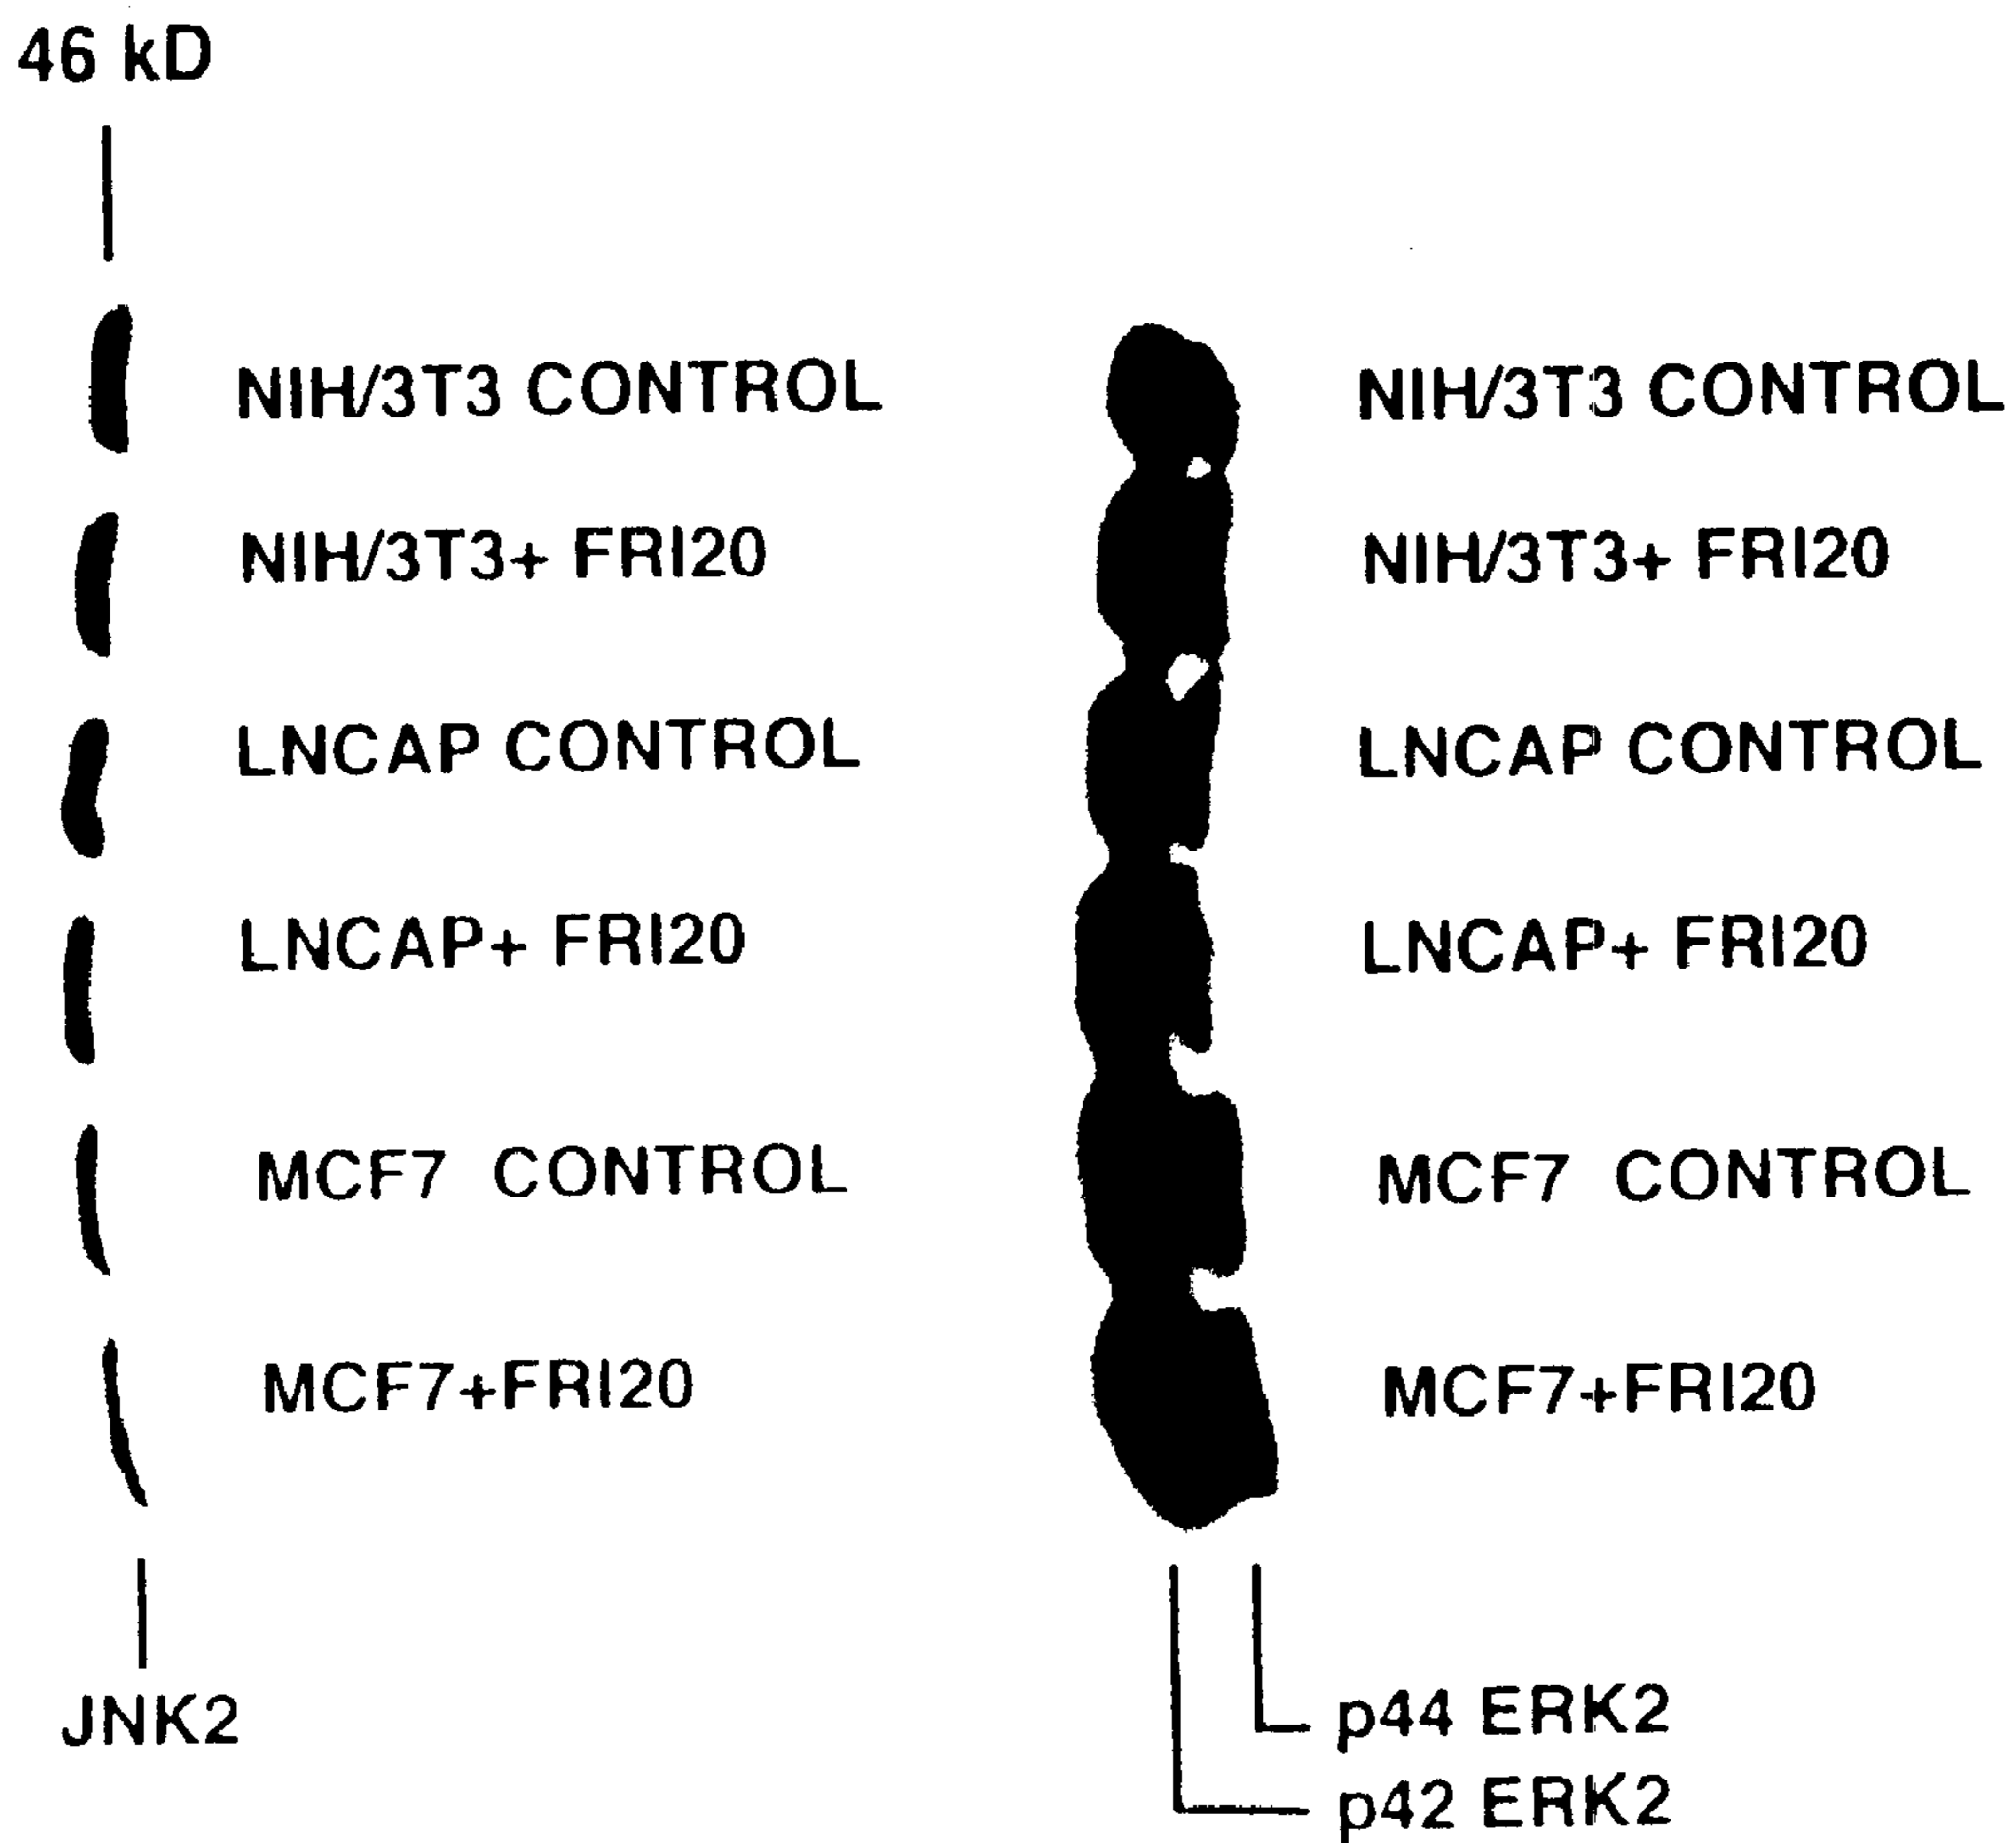 46 kD
NIH/3T3 CONTROL
NIH/3T3+ FRI20
LNCAP CONTROL
LNCAP+ FRI20
MCF7 CONTROL
MCF7+FRI20
JNK2
NIH/3T3 CONTROL
NIH/3T3+ FRI20
LNCAP CONTROL
LNCAP+ FRI20
MCF7 CONTROL
MCF7+FRI20
p44 ERK2
p42 ERK2